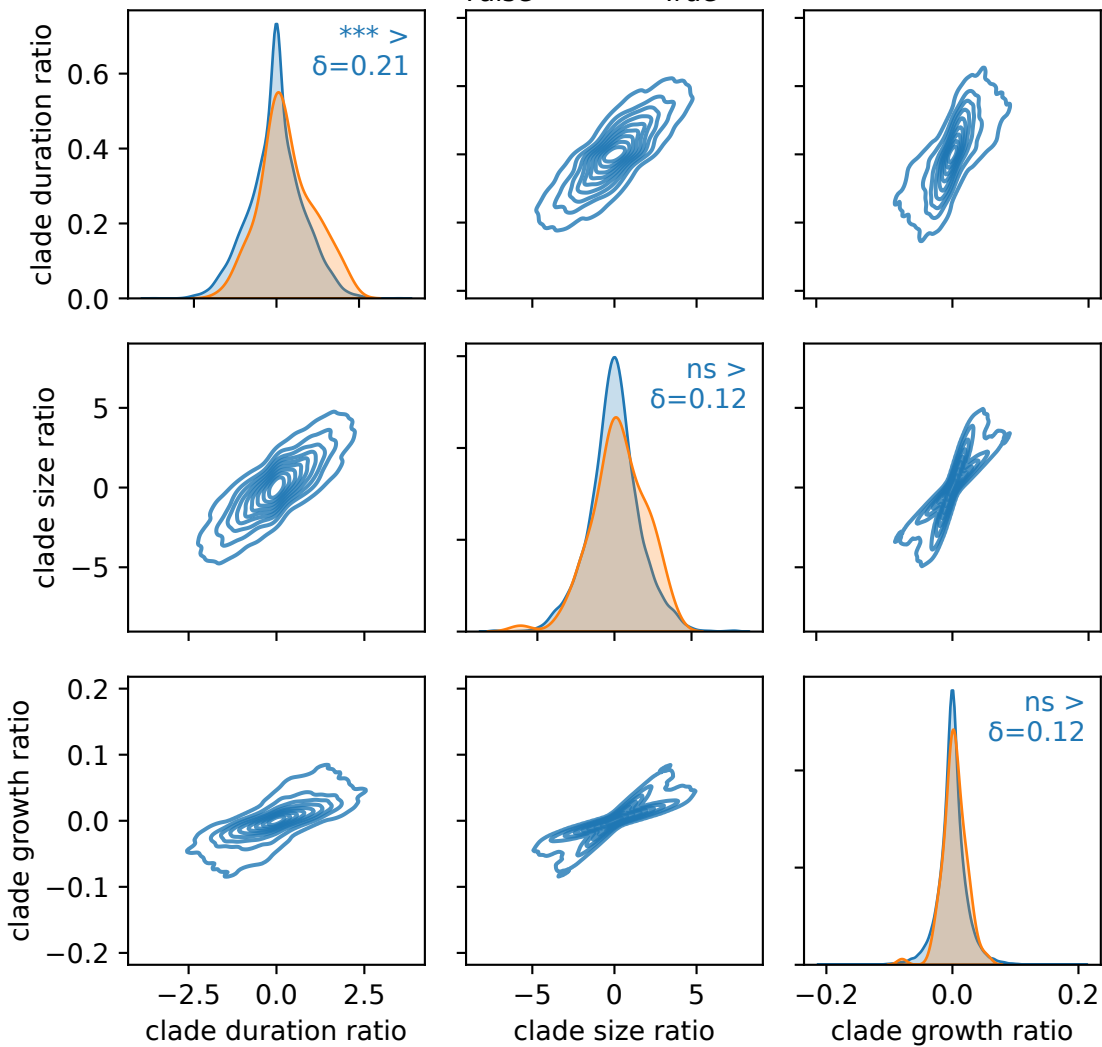 *** >
δ=0.21
clade duration ratio
0.6
0.4
0.2
0.0
ns >
δ=0.12
clade size ratio
5
0
−5
ns >
δ=0.12
clade growth ratio
0.2
0.1
0.0
−0.1
−0.2
−2.5 0.0 2.5
−5 0 5
−0.2 0.0 0.2
clade duration ratio
clade size ratio
clade growth ratio